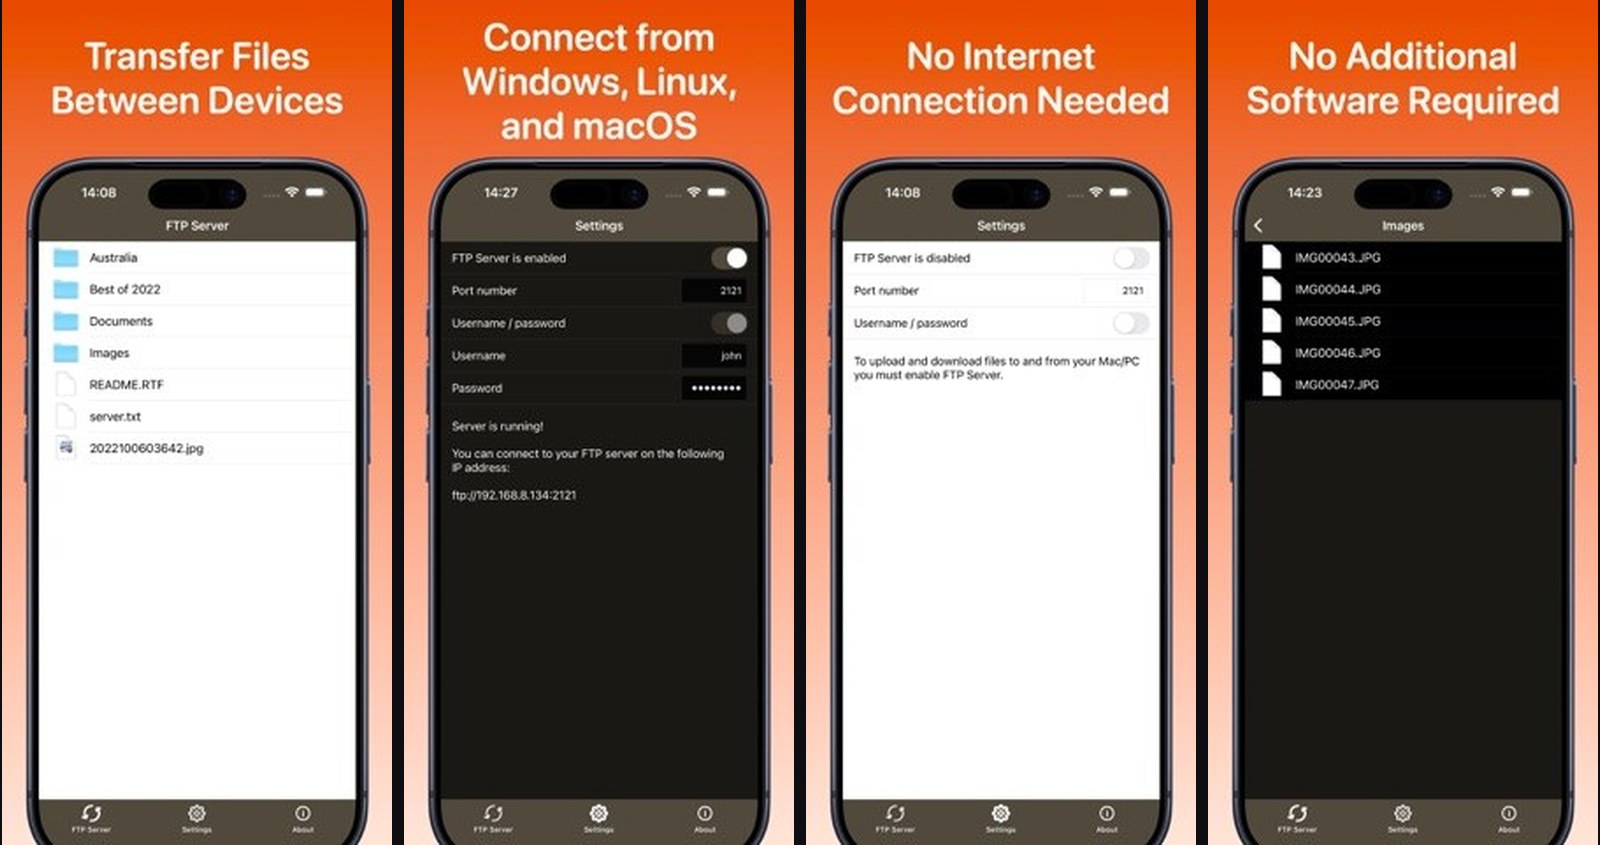 Transfer Files
Between Devices
14:08
FTP Server
Australia
Best of 2022
Documents
Images
README.RTF
server.txt
2022100603642.jpg
FTP Server
Settings
About
Connect from
Windows, Linux,
and macOS
14:27
Settings
FTP Server is enabled
Port number
2121
Username / password
Username
john
Password
••••••••
Server is running!
You can connect to your FTP server on the following
IP address:
ftp://192.168.8.134:2121
FTP Server
Settings
About
No Internet
Connection Needed
14:08
Settings
FTP Server is disabled
Port number
2121
Username / password
To upload and download files to and from your Mac/PC
you must enable FTP Server.
FTP Server
Settings
About
No Additional
Software Required
14:23
Images
IMG00043.JPG
IMG00044.JPG
IMG00045.JPG
IMG00046.JPG
IMG00047.JPG
FTP Server
Settings
About